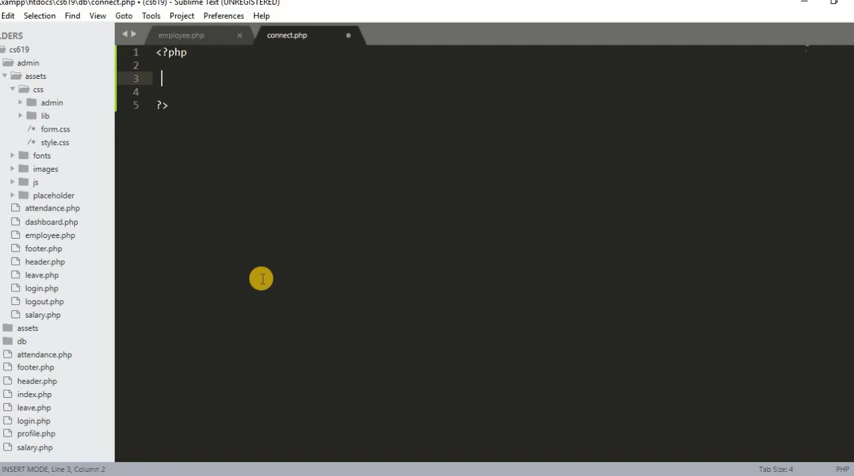 \xampp\htdocs\cs619\db\connect.php • (cs619) - Sublime Text (UNREGISTERED)
Edit Selection Find View Goto Tools Project Preferences Help
employee.php × connect.php
LDERS
cs619
admin
assets
css
admin
lib
/* form.css
/* style.css
fonts
images
js
placeholder
attendance.php
dashboard.php
employee.php
footer.php
header.php
leave.php
login.php
logout.php
salary.php
assets
db
attendance.php
footer.php
header.php
index.php
leave.php
login.php
profile.php
salary.php
1 <?php
2
3
4
5 ?>
INSERT MODE, Line 3, Column 2 Tab Size: 4 PHP